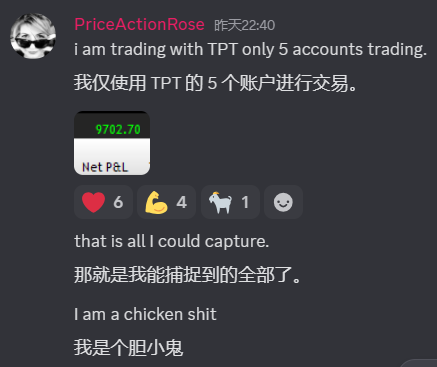 PriceActionRose 昨天22:40
i am trading with TPT only 5 accounts trading.
我仅使用 TPT 的 5 个账户进行交易。
9702.70
Net P&L
6 4 1
that is all I could capture.
那就是我能捕捉到的全部了。
I am a chicken shit
我是个胆小鬼